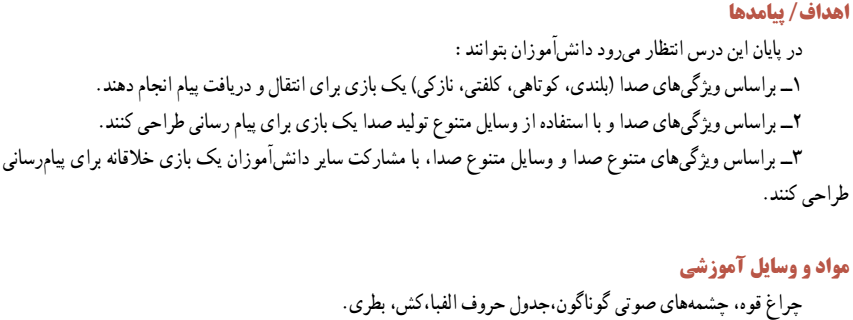 اهداف/ پیامدها
در پایان این درس انتظار می‌رود دانش‌آموزان بتوانند :
۱ــ براساس ویژگی‌های صدا (بلندی، کوتاهی، کلفتی، نازکی) یک بازی برای انتقال و دریافت پیام انجام دهند.
۲ــ براساس ویژگی‌های صدا و با استفاده از وسایل متنوع تولید صدا یک بازی برای پیام رسانی طراحی کنند.
۳ــ براساس ویژگی‌های متنوع صدا و وسایل متنوع صدا، با مشارکت سایر دانش‌آموزان یک بازی خلاقانه برای پیام‌رسانی
طراحی کنند.
مواد و وسایل آموزشی
چراغ قوه، چشمه‌های صوتی گوناگون،جدول حروف الفبا،کش، بطری.